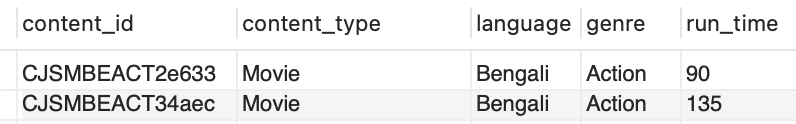 content_id content_type language genre run_time
CJSMBEACT2e633 Movie Bengali Action 90
CJSMBEACT34aec Movie Bengali Action 135